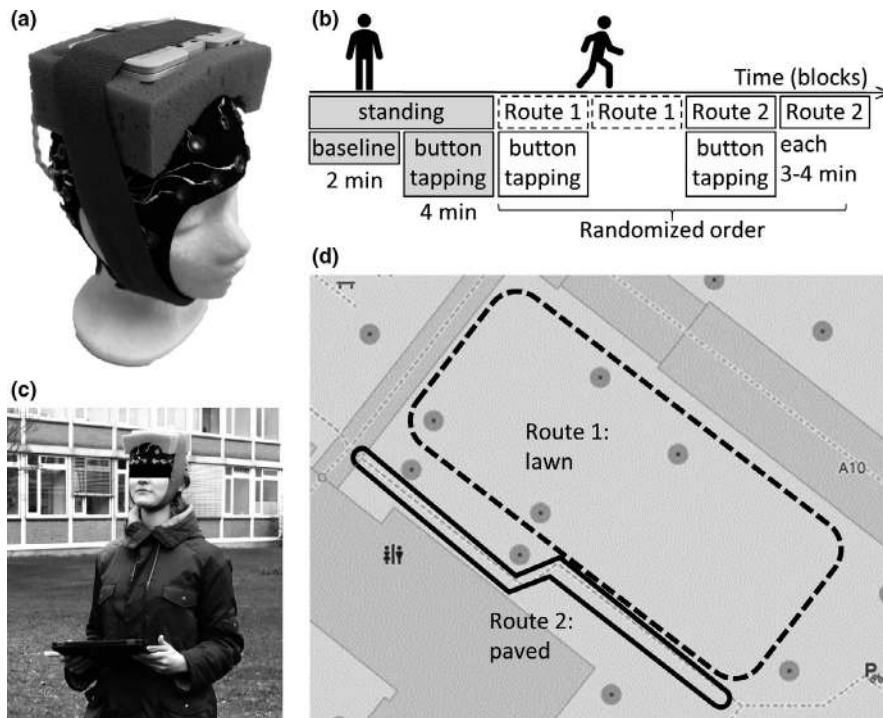 (a)
(b)
Time (blocks)
standing
Route 1
Route 1
Route 2
Route 2
baseline
button
tapping
button
tapping
button
tapping
each
3-4 min
2 min
4 min
Randomized order
(c)
(d)
Route 1:
lawn
A10
Route 2:
paved
P